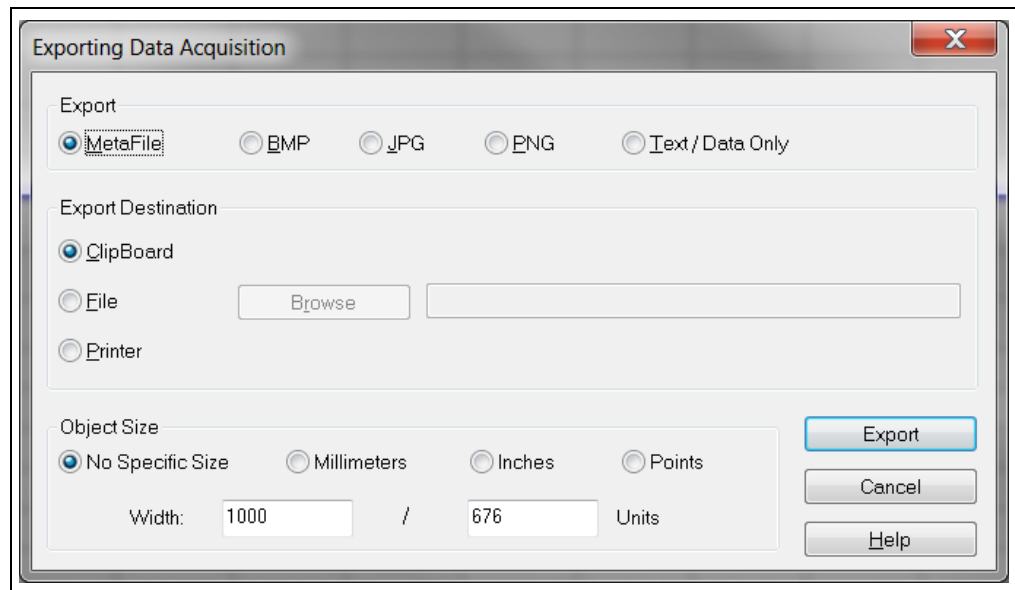 Exporting Data Acquisition
Export
MetaFile BMP JPG PNG Text / Data Only
Export Destination
ClipBoard
File Browse
Printer
Object Size
No Specific Size Millimeters Inches Points
Width: 1000 / 676 Units
Export
Cancel
Help